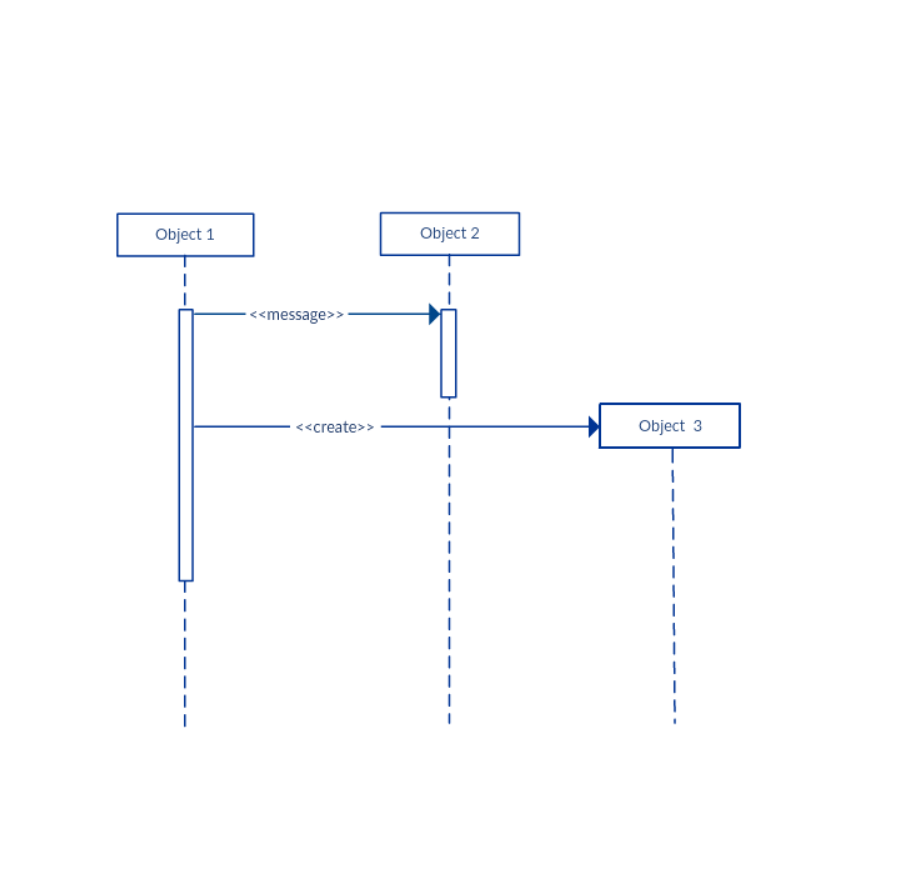 Object 1
Object 2
<<message>>
<<create>>
Object  3